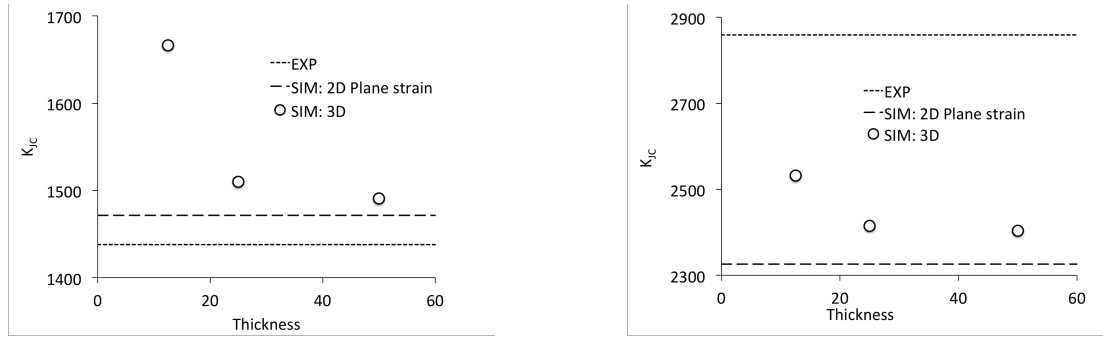 1700
1600
1500
1400
K_JC
EXP
SIM: 2D Plane strain
SIM: 3D
0 20 40 60
Thickness
2900
2700
2500
2300
K_JC
EXP
SIM: 2D Plane strain
SIM: 3D
0 20 40 60
Thickness